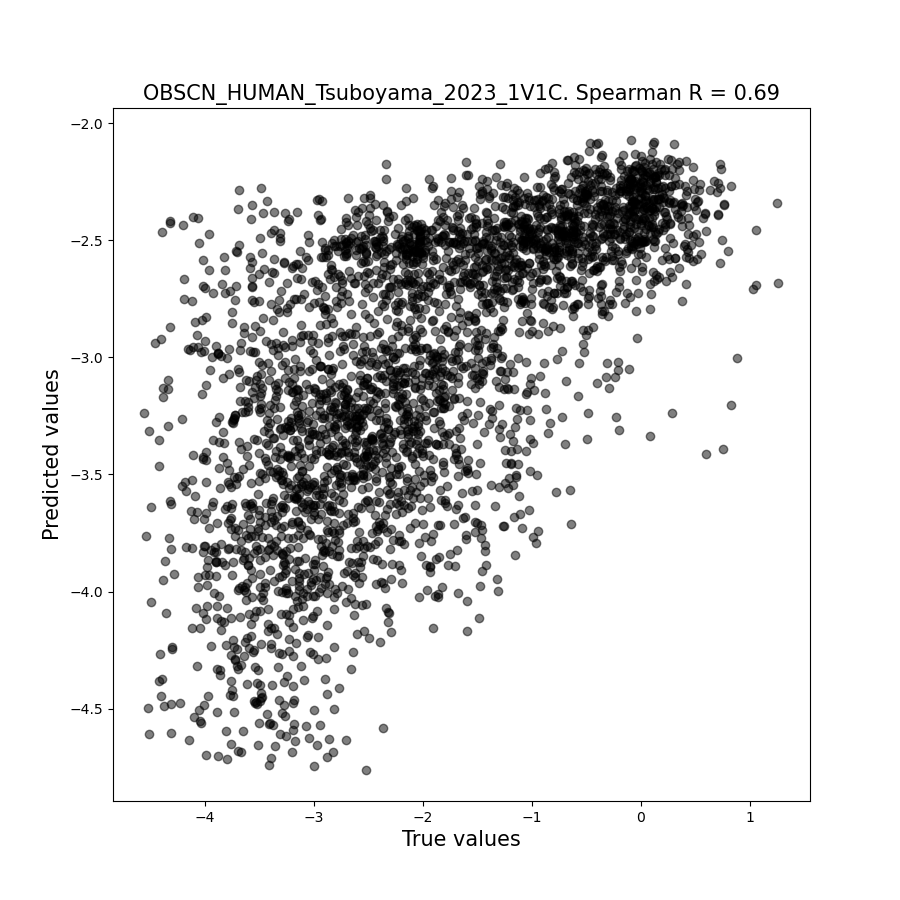 OBSCN_HUMAN_Tsuboyama_2023_1V1C. Spearman R = 0.69
−2.0
−2.5
−3.0
−3.5
−4.0
−4.5
Predicted values
−4 −3 −2 −1 0 1
True values